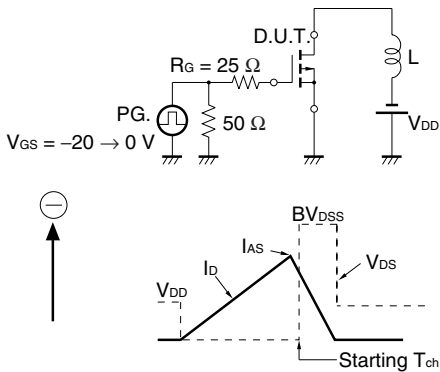 D.U.T.
L
RG = 25 Ω
PG.
50 Ω
VDD
VGS = −20 → 0 V
−
BVDSS
IAS
ID
VDS
VDD
Starting Tch